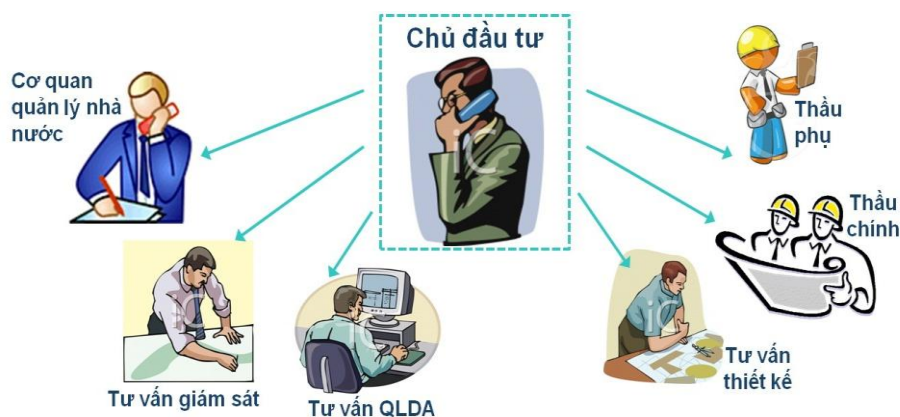 Chủ đầu tư
Cơ quan
quản lý nhà
nước
Thầu
phụ
Thầu
chính
Tư vấn
thiết kế
Tư vấn giám sát
Tư vấn QLDA